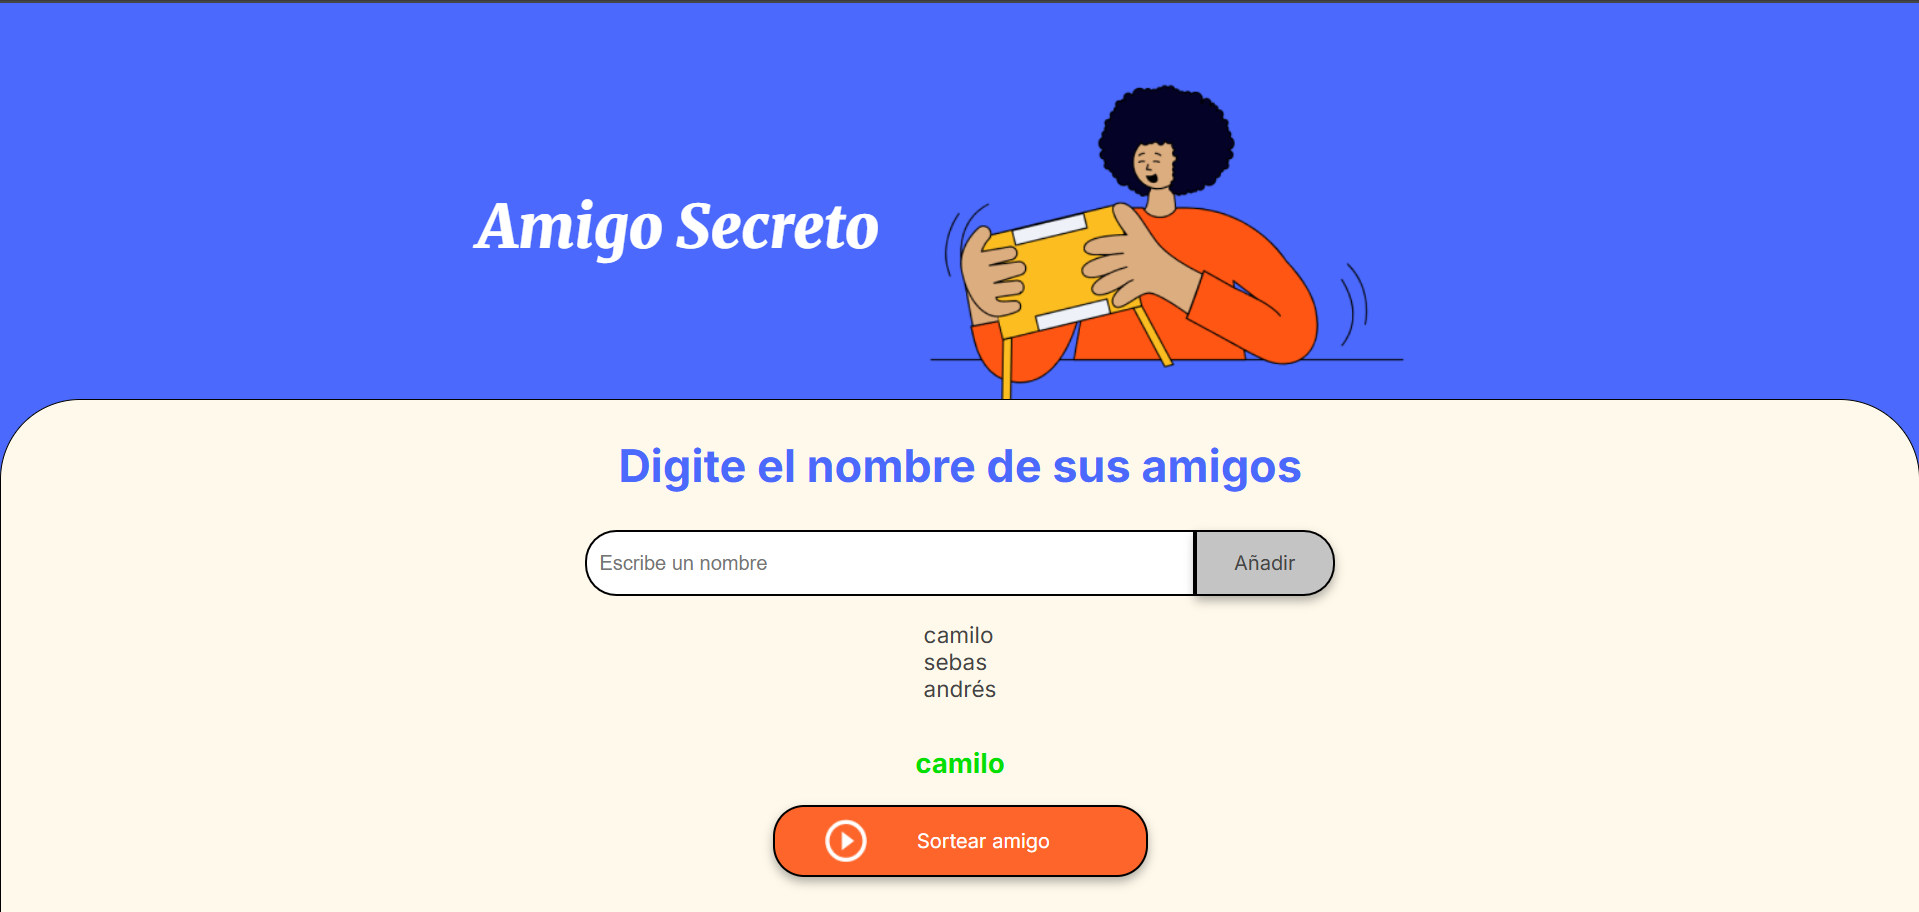 Amigo Secreto
Digite el nombre de sus amigos
Escribe un nombre
Añadir
camilo
sebas
andrés
camilo
Sortear amigo